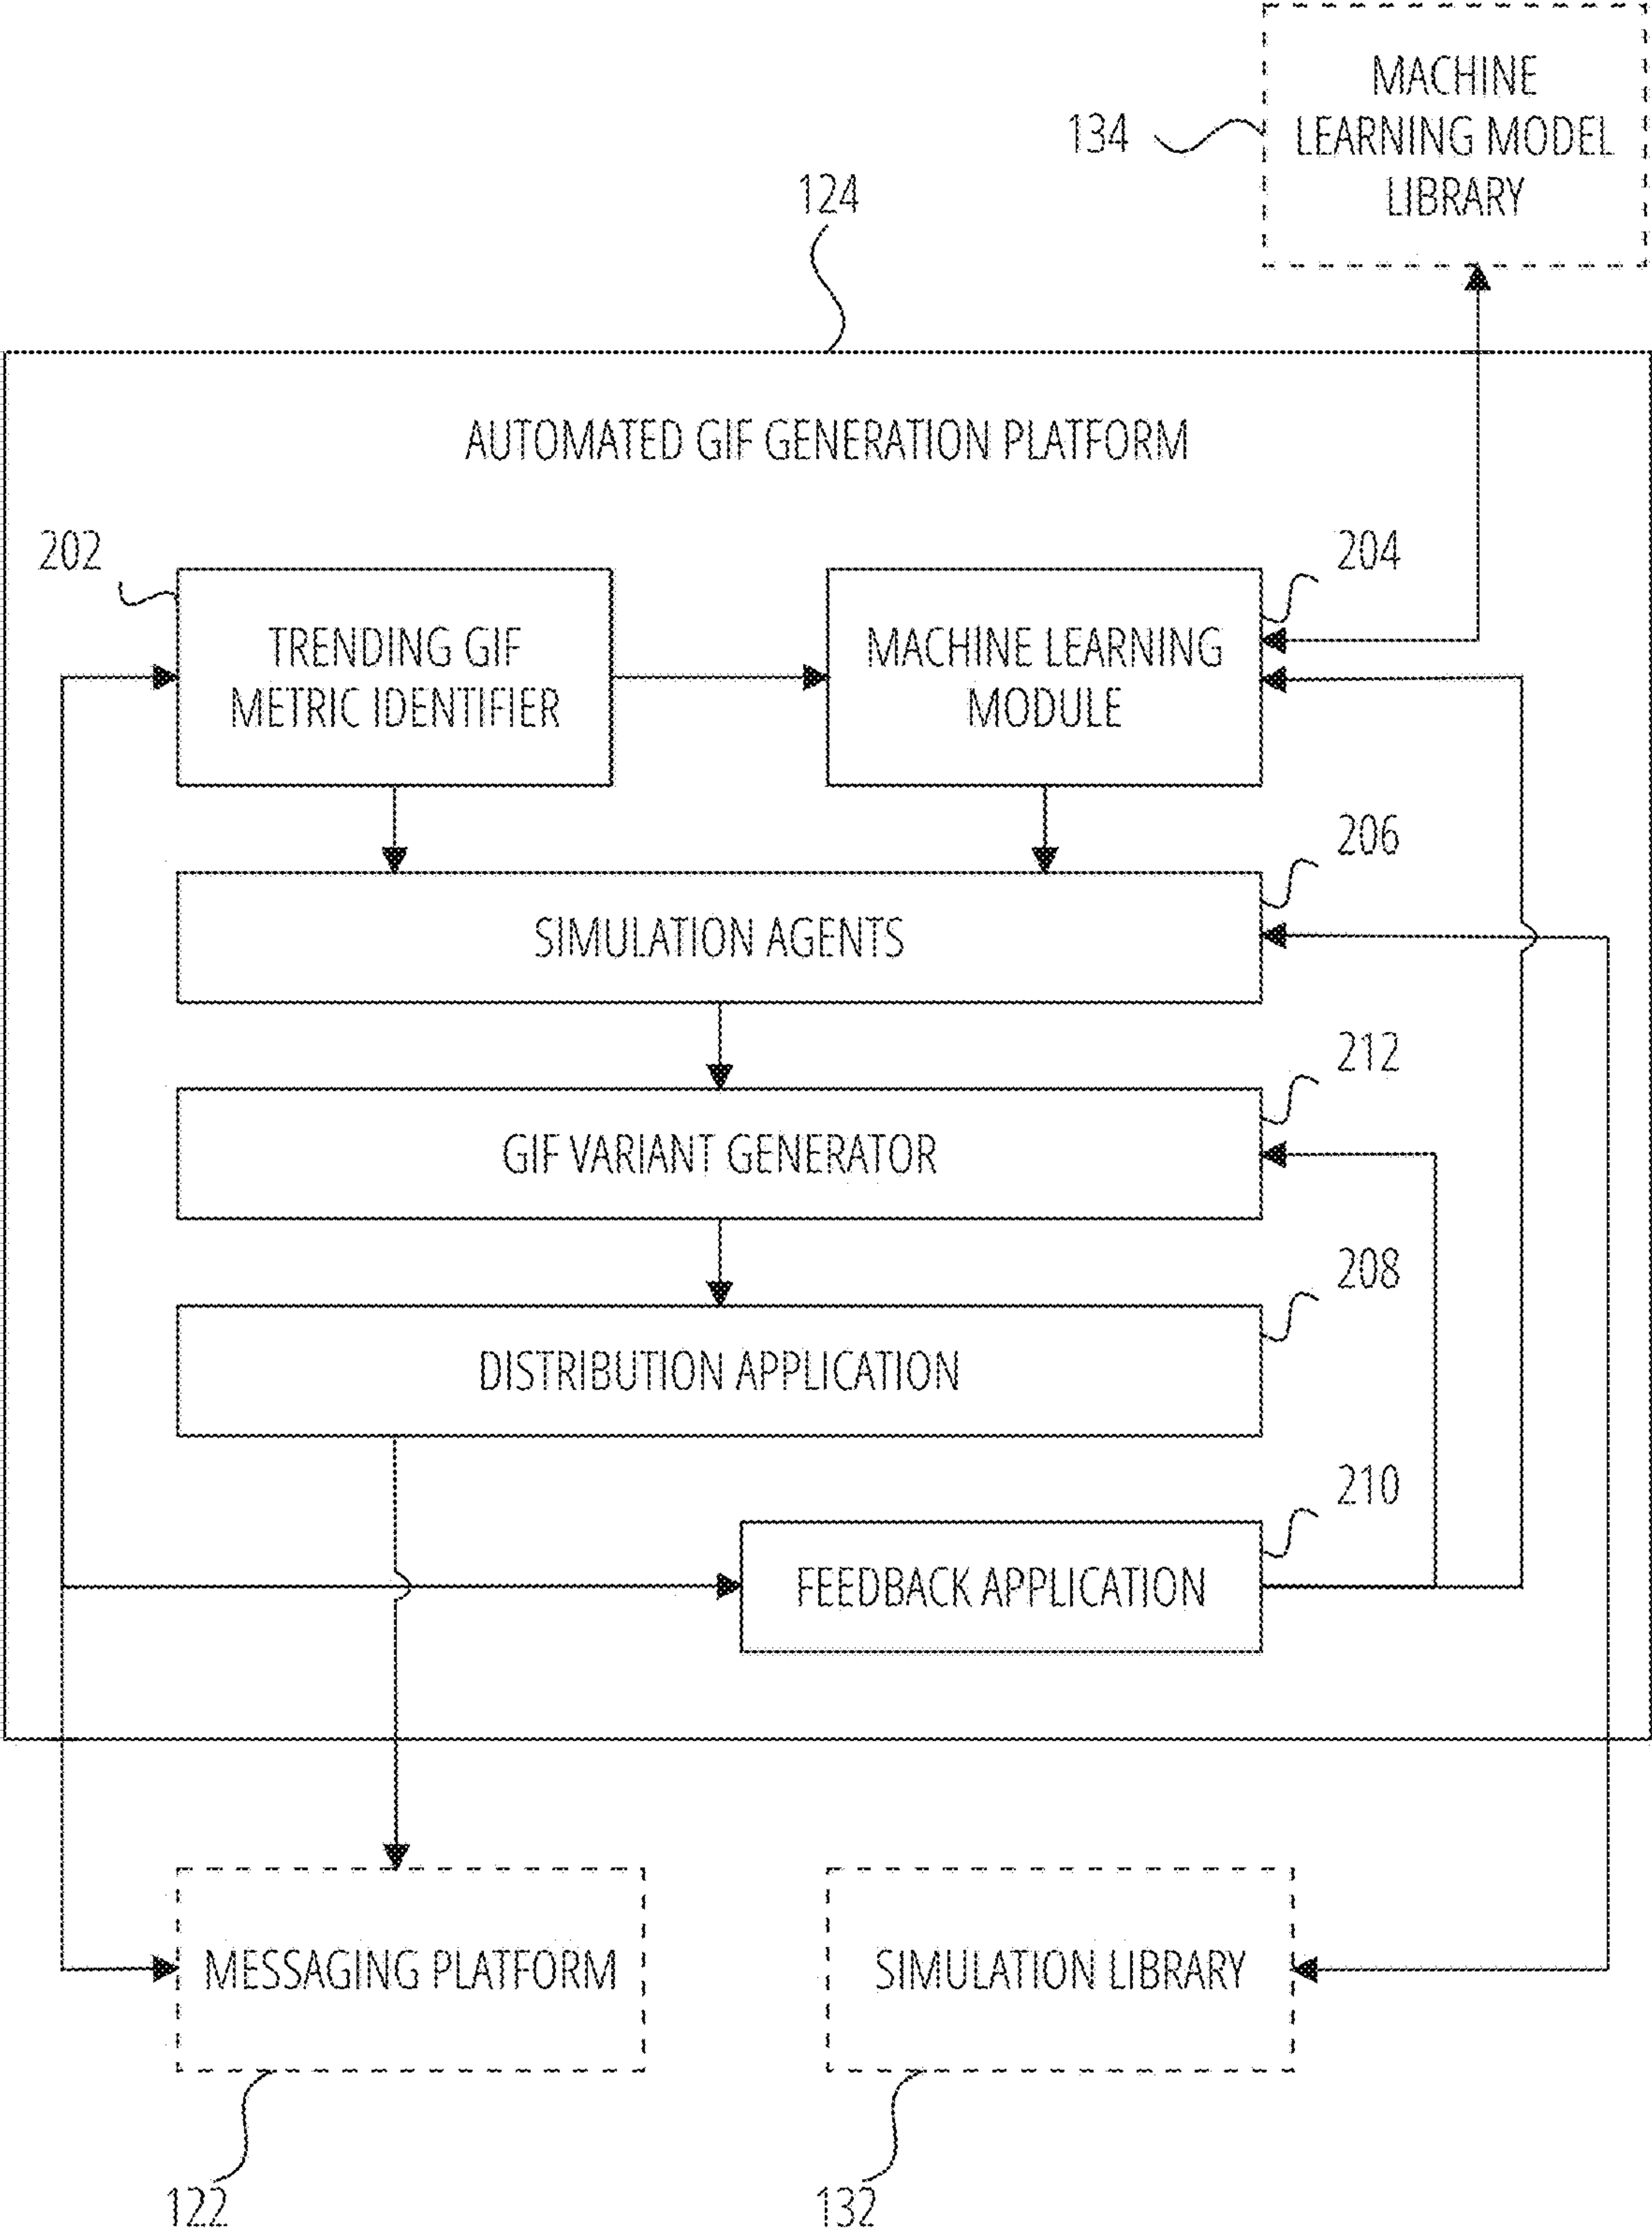 MACHINE
LEARNING MODEL
LIBRARY
134
124
AUTOMATED GIF GENERATION PLATFORM
202
204
TRENDING GIF
METRIC IDENTIFIER
MACHINE LEARNING
MODULE
206
SIMULATION AGENTS
212
GIF VARIANT GENERATOR
208
DISTRIBUTION APPLICATION
210
FEEDBACK APPLICATION
MESSAGING PLATFORM
SIMULATION LIBRARY
122
132